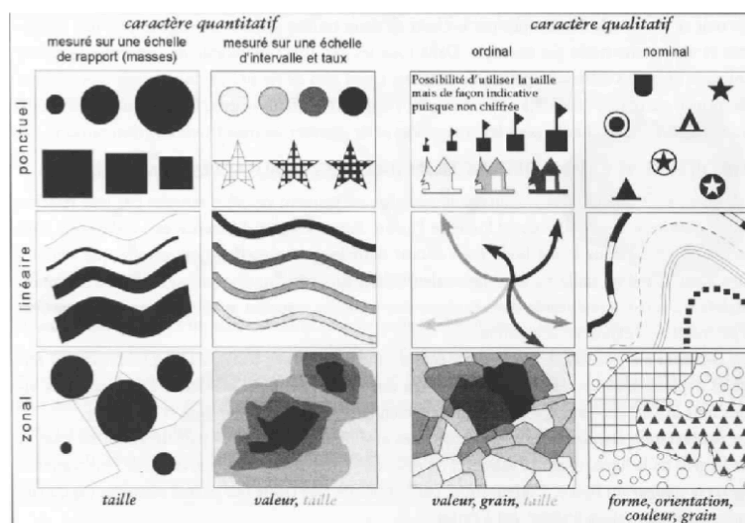 caractère quantitatif
caractère qualitatif
mesuré sur une échelle
de rapport (masses)
mesuré sur une échelle
d'intervalle et taux
ordinal
nominal
ponctuel
Possibilité d'utiliser la taille
mais de façon indicative
puisque non chiffrée
linéaire
zonal
taille
valeur, taille
valeur, grain, taille
forme, orientation,
couleur, grain